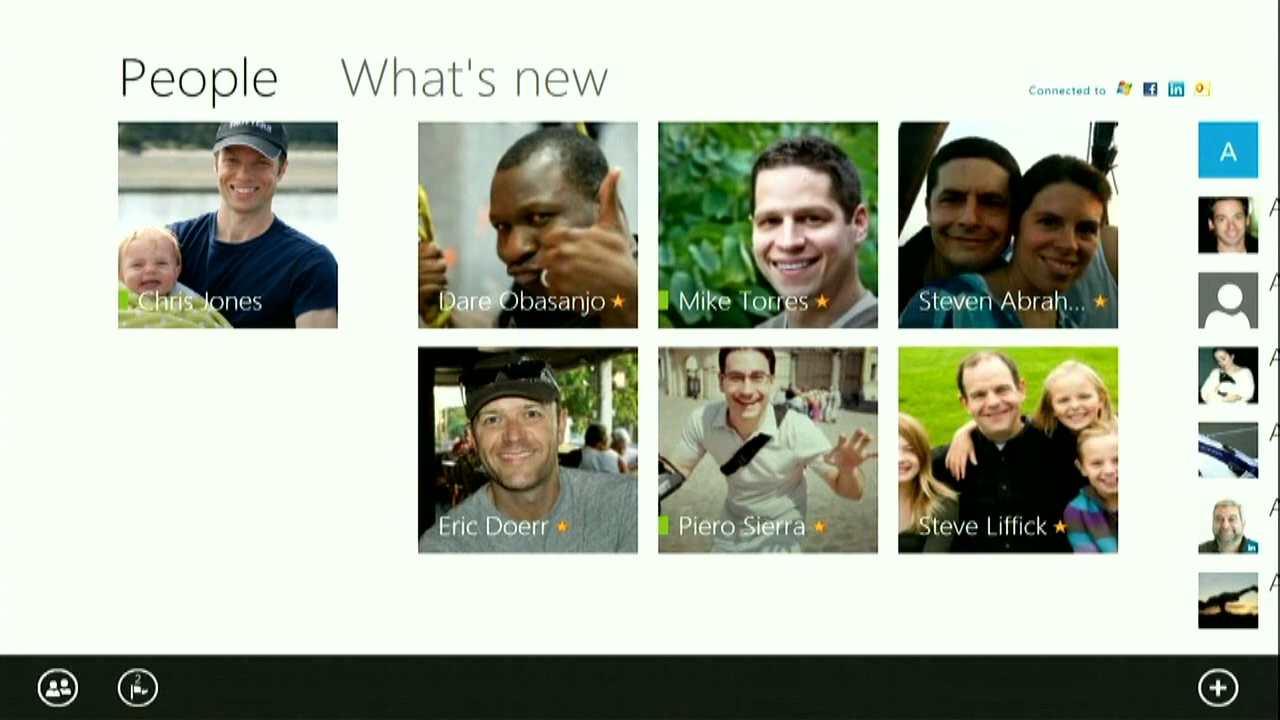 People What's new
Connected to
A
Chris Jones
Dare Obasanjo
Mike Torres
Steven Abrah...
Eric Doerr
Piero Sierra
Steve Liffick
2